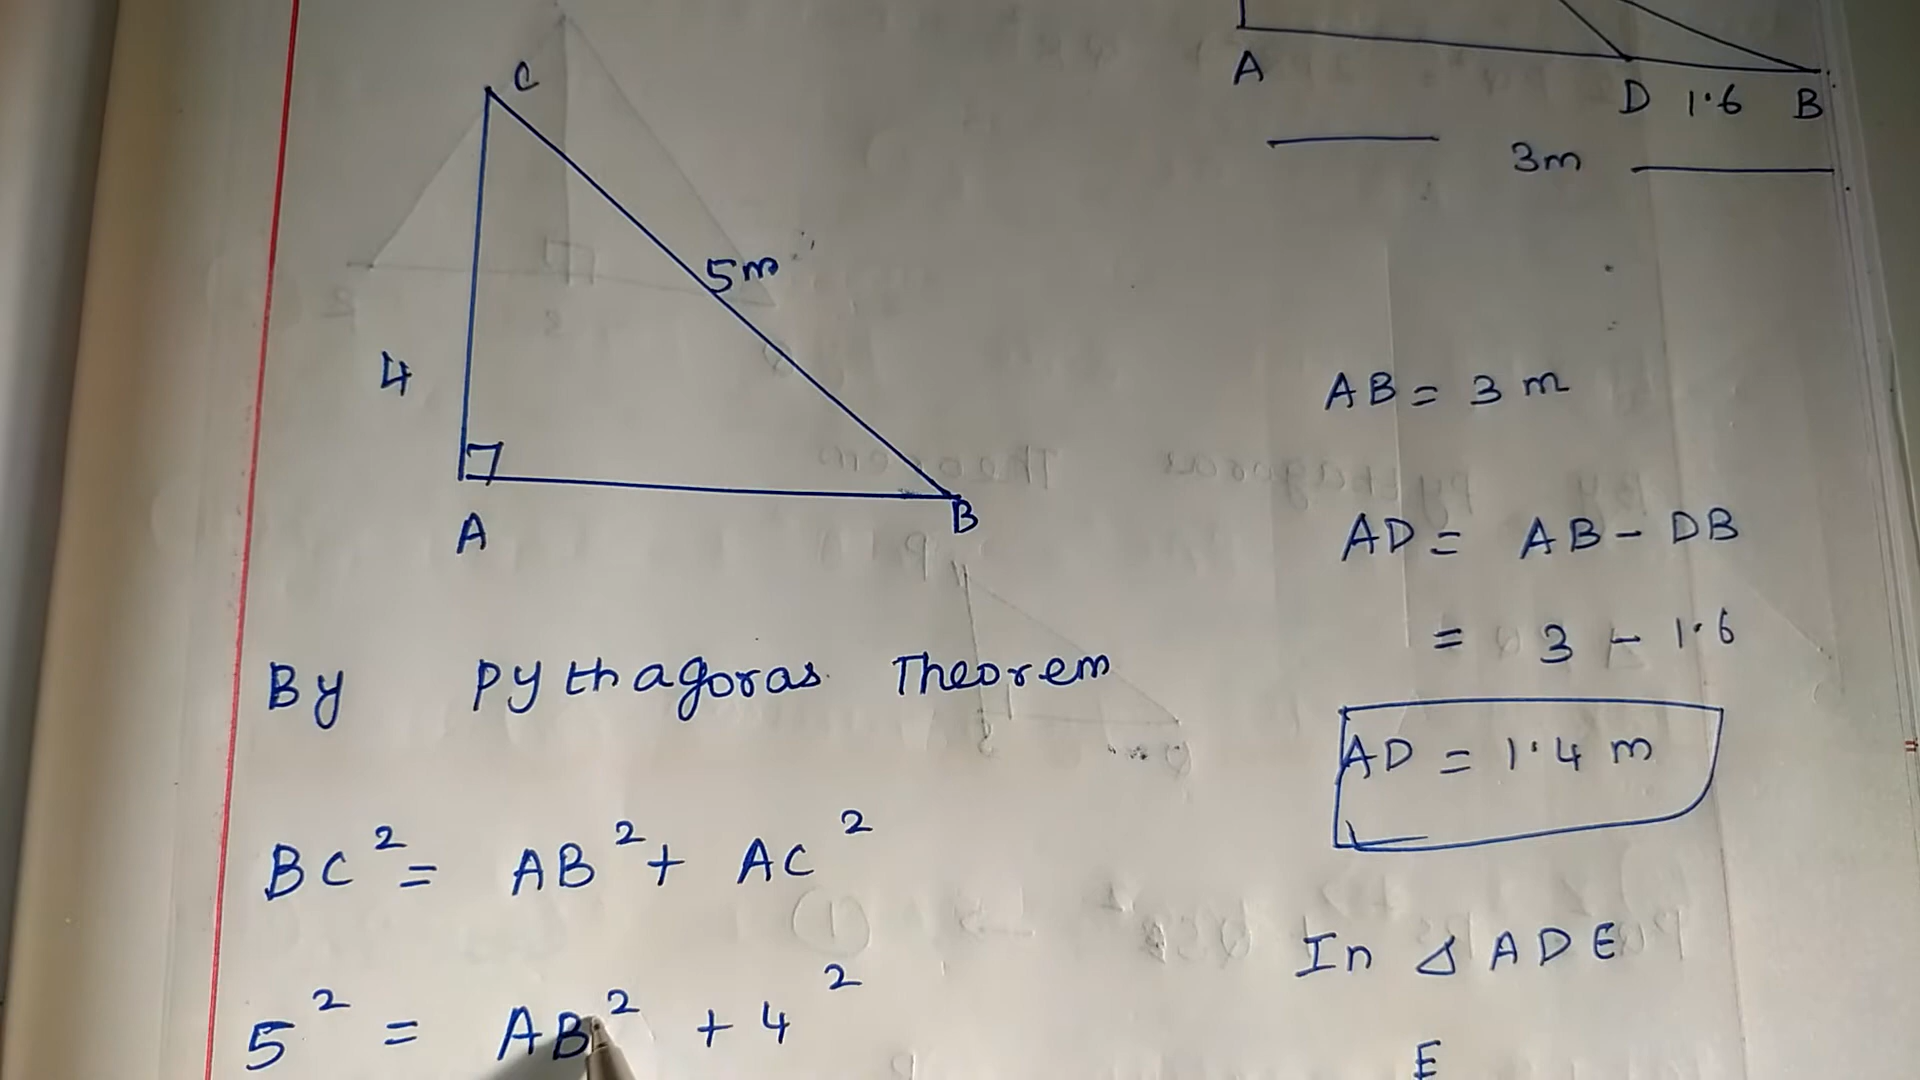 C
5m
4
A B
By Pythagoras Theorem
BC² = AB² + AC²
5² = AB² + 4²
A D 1.6 B
3m
AB = 3 m
AD = AB - DB
= 3 - 1.6
AD = 1.4 m
In Δ ADE
E